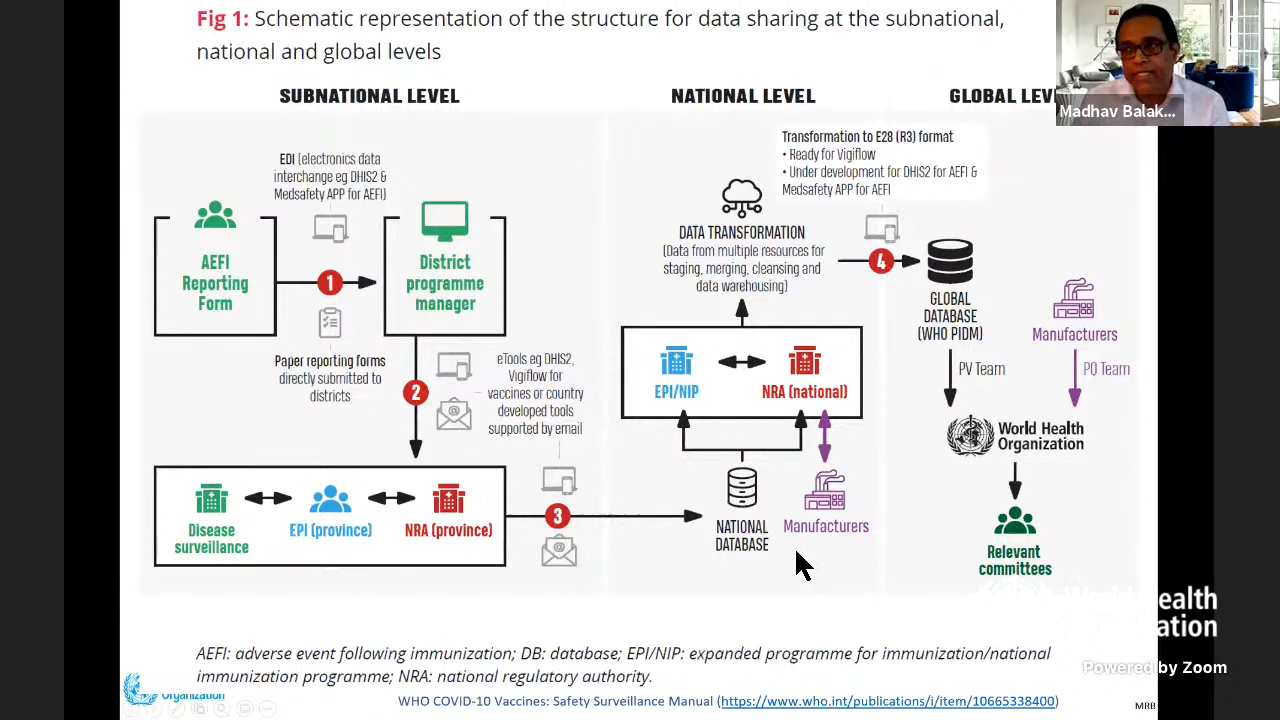 Fig 1: Schematic representation of the structure for data sharing at the subnational,
national and global levels
SUBNATIONAL LEVEL
NATIONAL LEVEL
GLOBAL LEV
Madhav Balak...
EDI (electronics data
interchange eg DHIS2 &
Medsafety APP for AEFI)
AEFI
Reporting
Form
1
District
programme
manager
Paper reporting forms
directly submitted to
districts
2
eTools eg DHIS2,
Vigiflow for
vaccines or country
developed tools
supported by email
Disease
surveillance
EPI (province)
NRA (province)
3
Transformation to E28 (R3) format
• Ready for Vigiflow
• Under development for DHIS2 for AEFI &
Medsafety APP for AEFI
DATA TRANSFORMATION
(Data from multiple resources for
staging, merging, cleansing and
data warehousing)
4
EPI/NIP
NRA (national)
NATIONAL
DATABASE
Manufacturers
GLOBAL
DATABASE
(WHO PIDM)
Manufacturers
PV Team
PQ Team
World Health
Organization
Relevant
committees
World Health
Organization
Powered by Zoom
AEFI: adverse event following immunization; DB: database; EPI/NIP: expanded programme for immunization/national
immunization programme; NRA: national regulatory authority.
Organization
WHO COVID-10 Vaccines: Safety Surveillance Manual (https://www.who.int/publications/i/item/10665338400)
MRB